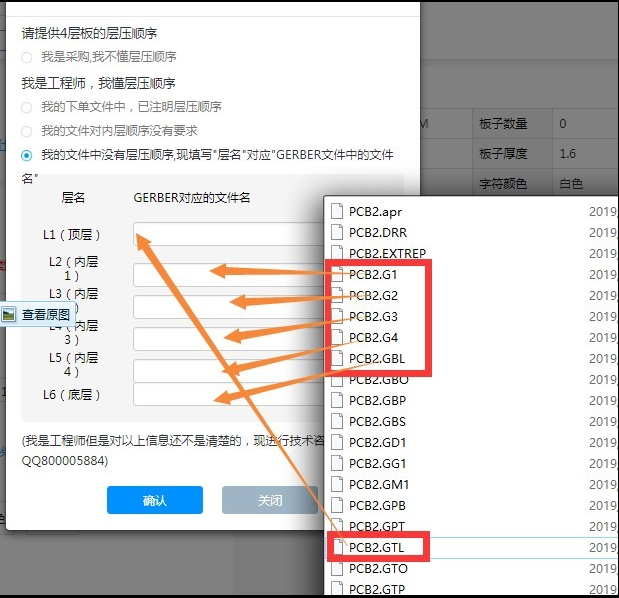 请提供4层板的层压顺序
我是采购,我不懂层压顺序
我是工程师，我懂层压顺序
我的下单文件中，已注明层压顺序
我的文件对内层顺序没有要求
我的文件中没有层压顺序,现填写"层名"对应"GERBER文件中的文件
名"
层名 GERBER对应的文件名
L1（顶层）
L2（内层
1）
L3（内层
）
查看原图
3）
L5（内层
4）
L6（底层）
(我是工程师但是对以上信息还不是清楚的，现进行技术咨
QQ800005884)
确认 关闭
M 板子数量 0
板子厚度 1.6
字符颜色 白色
PCB2.apr 2019
PCB2.DRR 2019
PCB2.EXTREP 2019
PCB2.G1 2019
PCB2.G2 2019
PCB2.G3 2019
PCB2.G4 2019
PCB2.GBL 2019
PCB2.GBO 2019
PCB2.GBP 2019
PCB2.GBS 2019
PCB2.GD1 2019
PCB2.GG1 2019
PCB2.GM1 2019
PCB2.GPB 2019
PCB2.GPT 2019
PCB2.GTL 2019
PCB2.GTO 2019
PCB2.GTP 2019